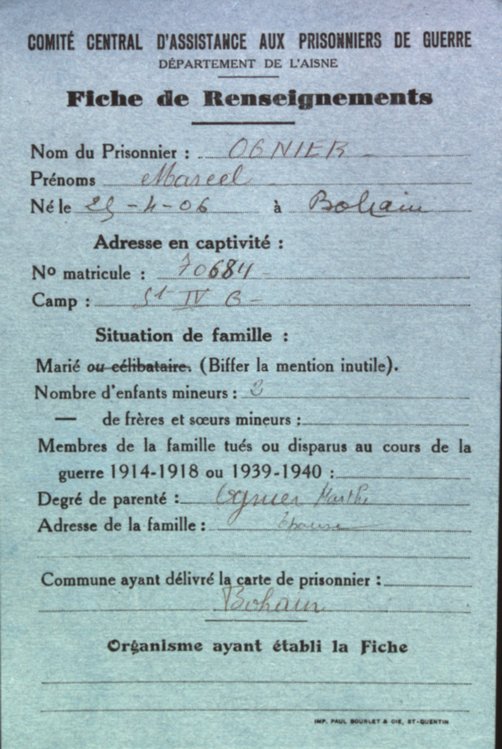 COMITÉ CENTRAL D'ASSISTANCE AUX PRISONNIERS DE GUERRE
DÉPARTEMENT DE L'AISNE
Fiche de Renseignements
Nom du Prisonnier : OGNIER
Prénoms Marcel
Né le 25-4-06 à Bohain
Adresse en captivité :
Nº matricule : 70684
Camp : St IV B
Situation de famille :
Marié ou célibataire. (Biffer la mention inutile).
Nombre d'enfants mineurs :
— de frères et sœurs mineurs :
Membres de la famille tués ou disparus au cours de la
guerre 1914-1918 ou 1939-1940 :
Degré de parenté : Ognier Marthe
Adresse de la famille :
Commune ayant délivré la carte de prisonnier :
Bohain
Organisme ayant établi la Fiche
IMP. PAUL BOURLET & CIE, ST-QUENTIN